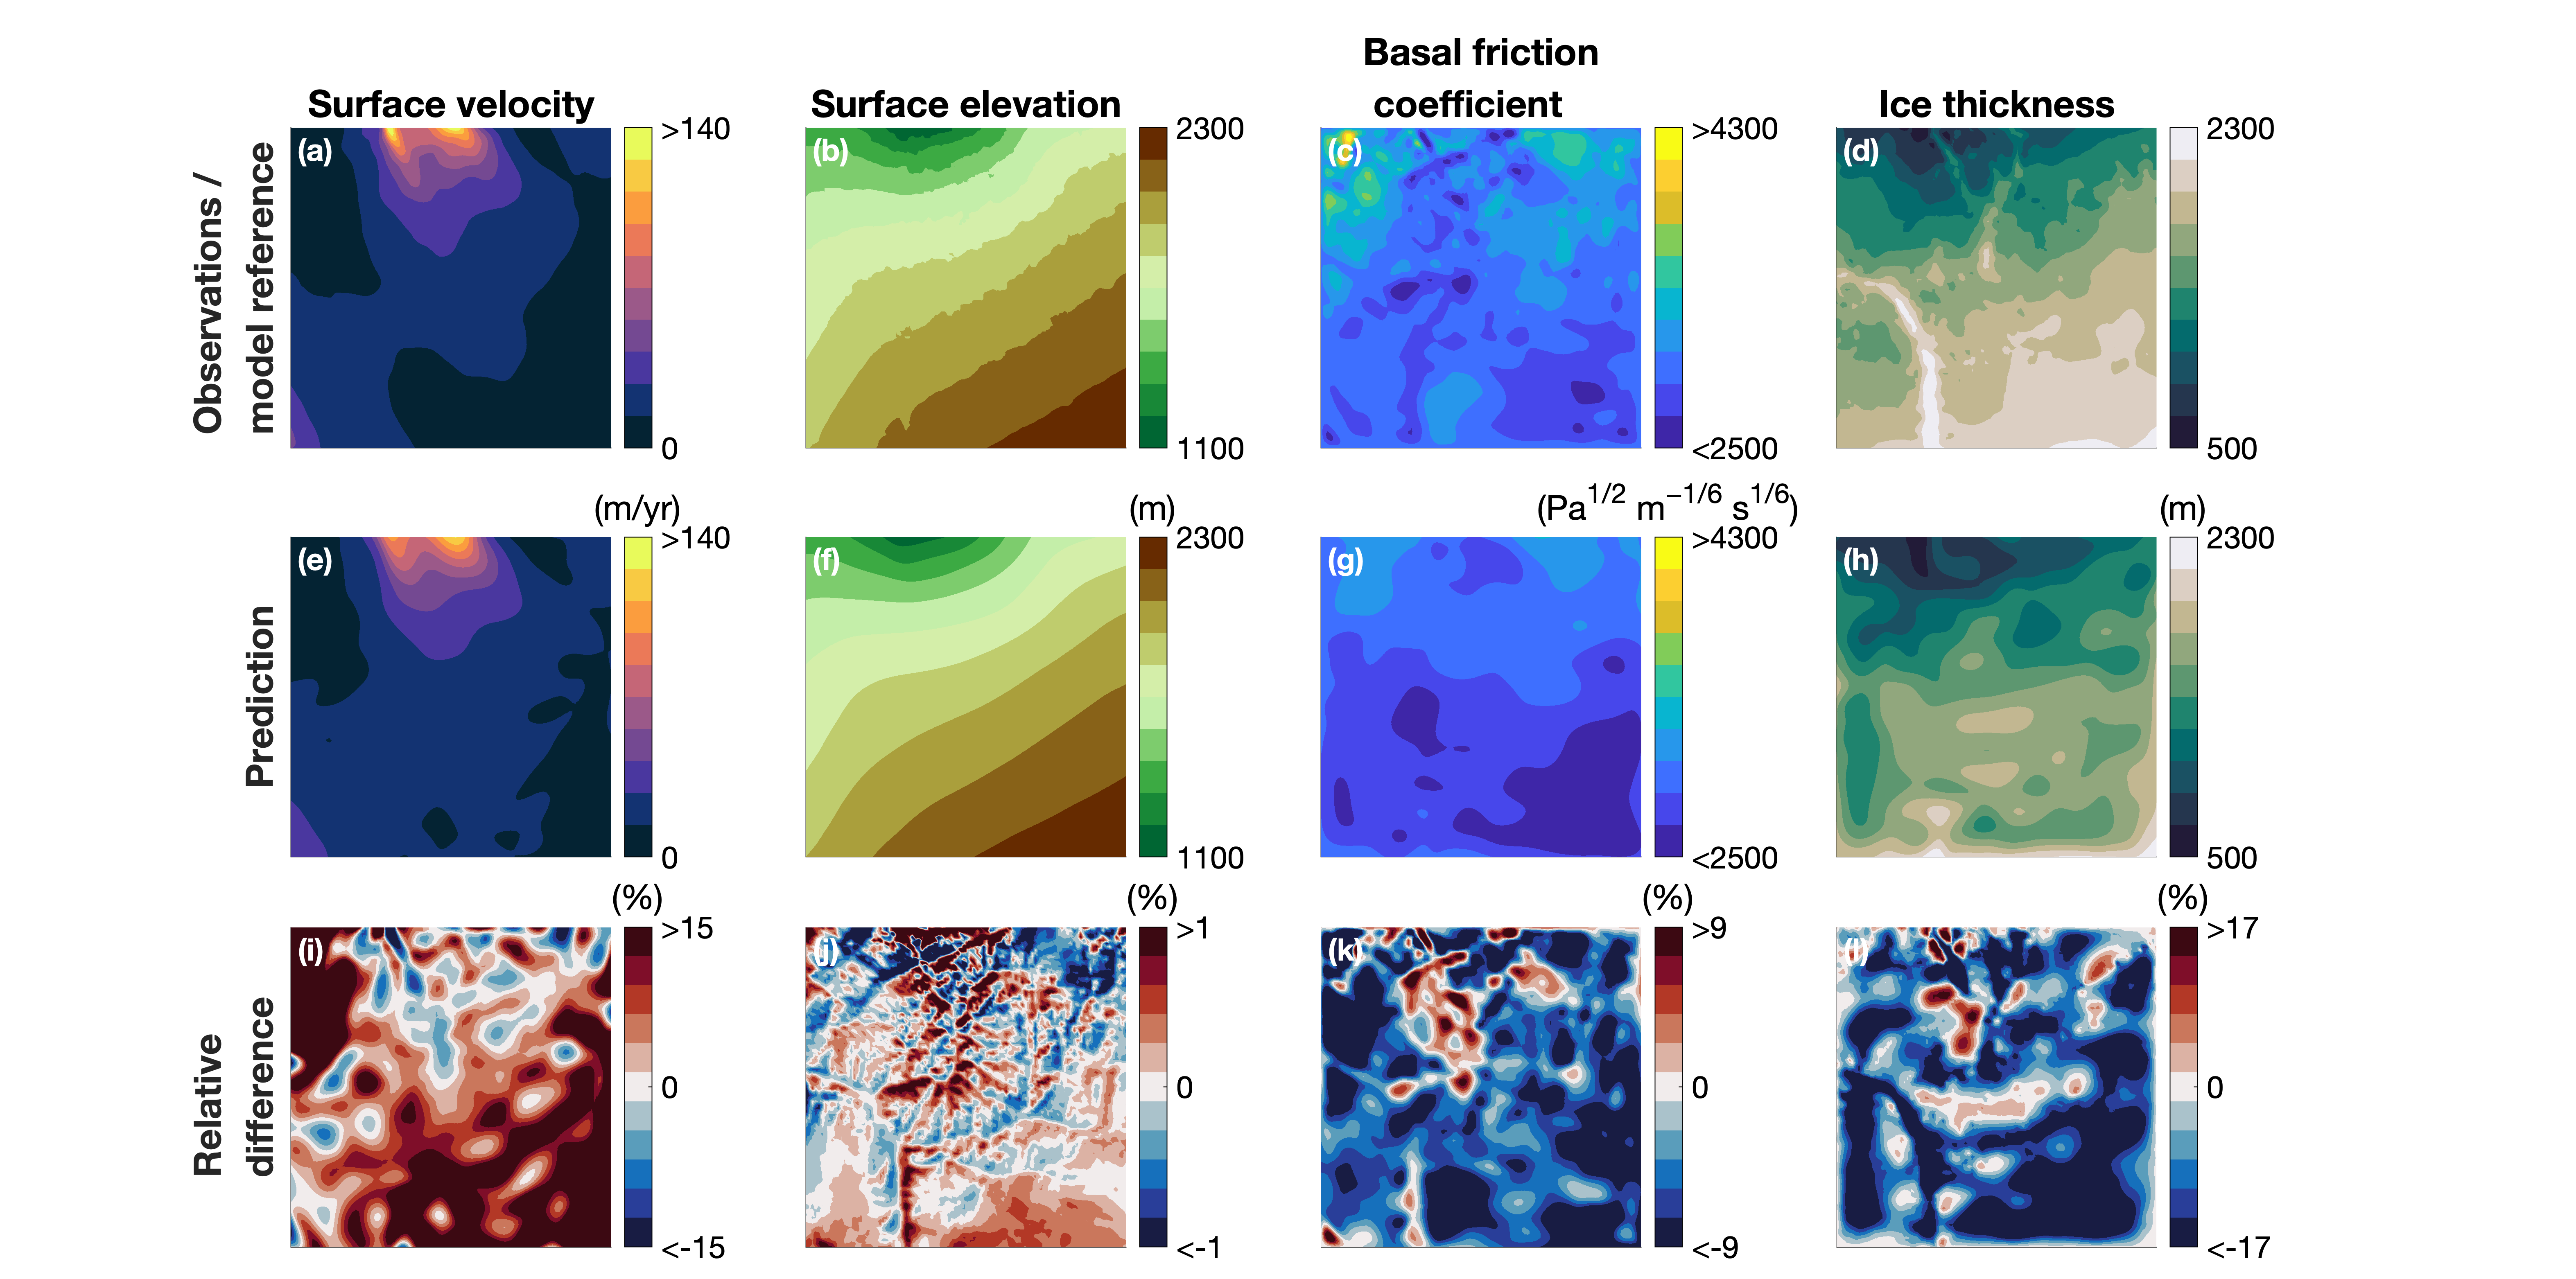 Basal friction
Surface velocity
Surface elevation
coefficient
Ice thickness
Observations /
model reference
(a)
>140
0
(b)
2300
1100
(c)
>4300
<2500
(d)
2300
500
(m/yr)
(m)
(Pa1/2 m−1/6 s1/6)
(m)
Prediction
(e)
>140
0
(f)
2300
1100
(g)
>4300
<2500
(h)
2300
500
(%)
(%)
(%)
(%)
Relative
difference
(i)
>15
0
<-15
(j)
>1
0
<-1
(k)
>9
0
<-9
(l)
>17
0
<-17